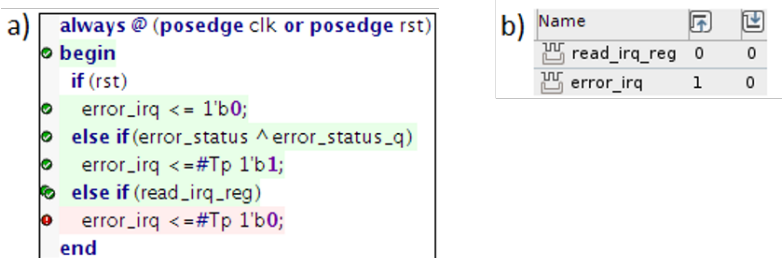 a)
always @ (posedge clk or posedge rst)
begin
if (rst)
error_irq <= 1'b0;
else if (error_status ^ error_status_q)
error_irq <=#Tp 1'b1;
else if (read_irq_reg)
error_irq <=#Tp 1'b0;
end
b)
Name
read_irq_reg 0 0
error_irq 1 0